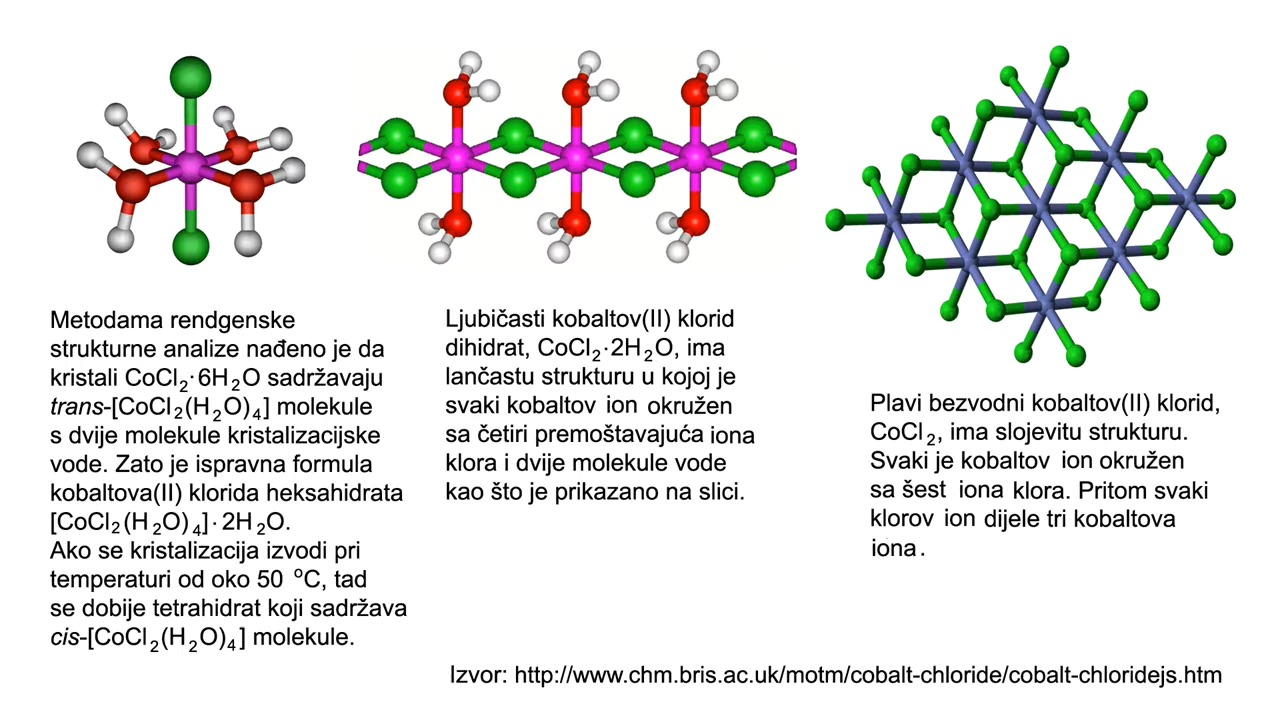 Metodama rendgenske
strukturne analize nađeno je da
kristali CoCl₂·6H₂O sadržavaju
trans-[CoCl₂(H₂O)₄] molekule
s dvije molekule kristalizacijske
vode. Zato je ispravna formula
kobaltova(II) klorida heksahidrata
[CoCl₂(H₂O)₄]·2H₂O.
Ako se kristalizacija izvodi pri
temperaturi od oko 50 °C, tad
se dobije tetrahidrat koji sadržava
cis-[CoCl₂(H₂O)₄] molekule.
Ljubičasti kobaltov(II) klorid
dihidrat, CoCl₂·2H₂O, ima
lančastu strukturu u kojoj je
svaki kobaltov ion okružen
sa četiri premoštavajuća iona
klora i dvije molekule vode
kao što je prikazano na slici.
Plavi bezvodni kobaltov(II) klorid,
CoCl₂, ima slojevitu strukturu.
Svaki je kobaltov ion okružen
sa šest iona klora. Pritom svaki
klorov ion dijele tri kobaltova
iona.
Izvor: http://www.chm.bris.ac.uk/motm/cobalt-chloride/cobalt-chloridejs.htm